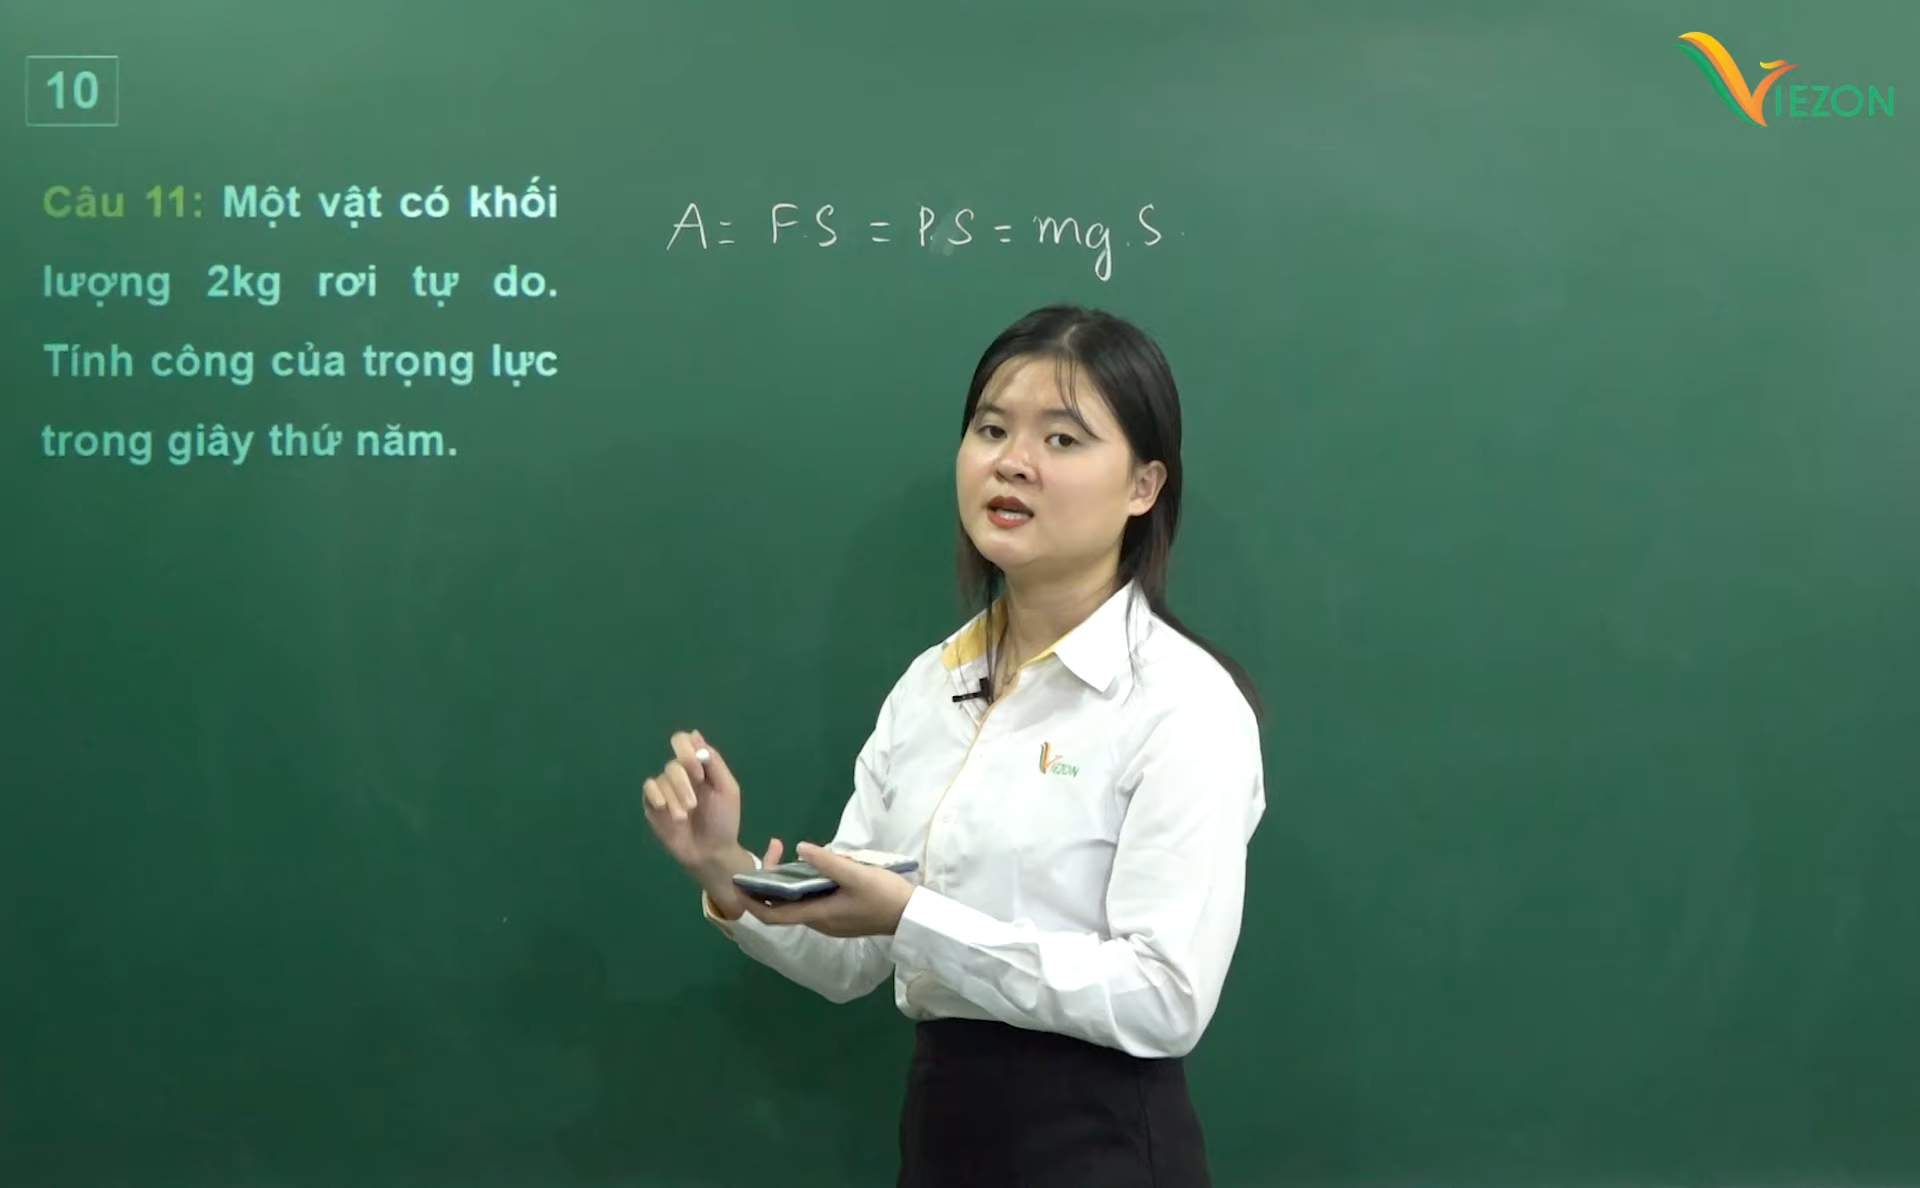 10
VIEZON
Câu 11: Một vật có khối
lượng 2kg rơi tự do.
Tính công của trọng lực
trong giây thứ năm.
A = F.S = P.S = mg.S.
VIEZON